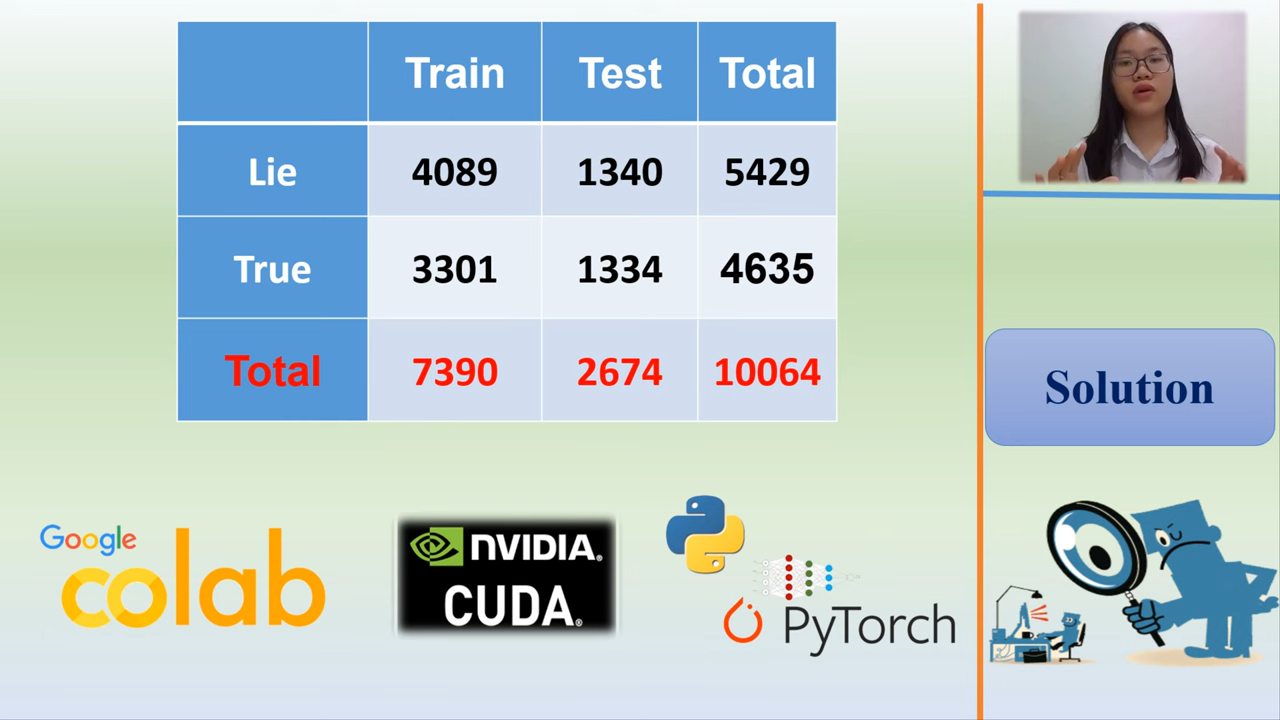 Train Test Total
Lie 4089 1340 5429
True 3301 1334 4635
Total 7390 2674 10064
Solution
Google
colab
NVIDIA.
CUDA.
PyTorch